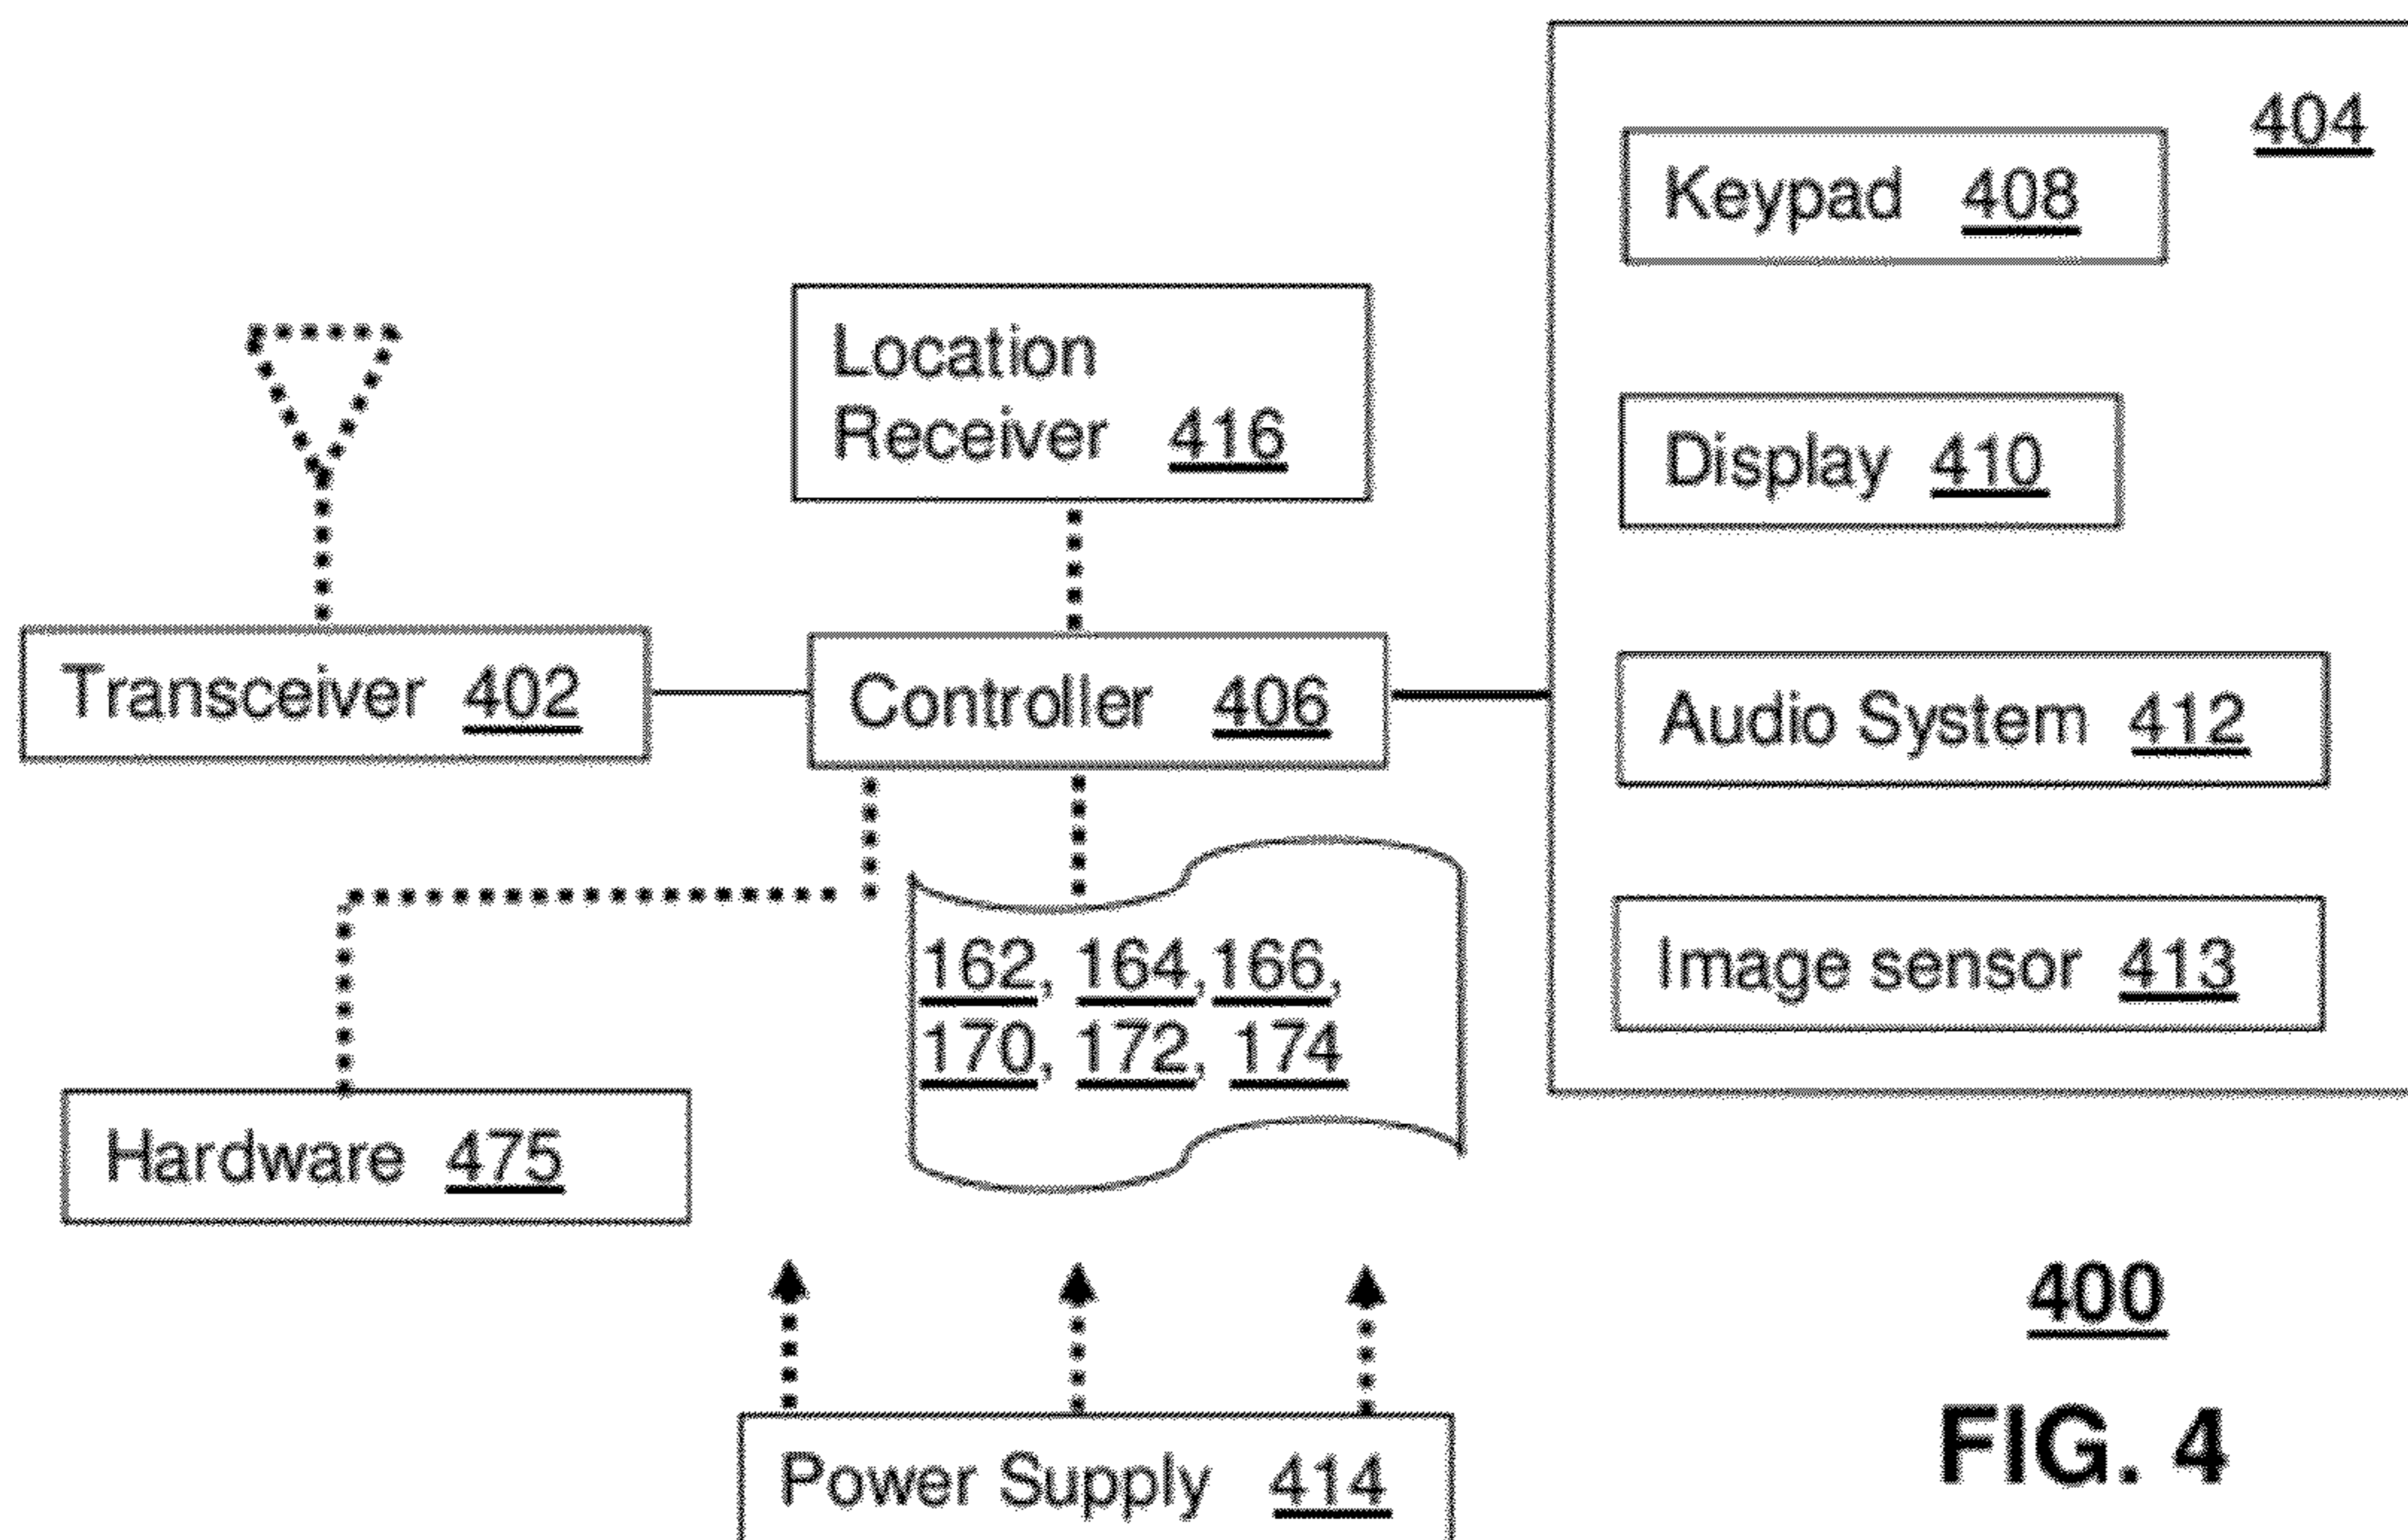 404
Keypad 408
Location
Receiver 416
Display 410
Transceiver 402
Controller 406
Audio System 412
162, 164, 166,
170, 172, 174
Image sensor 413
Hardware 475
400
Power Supply 414
FIG. 4